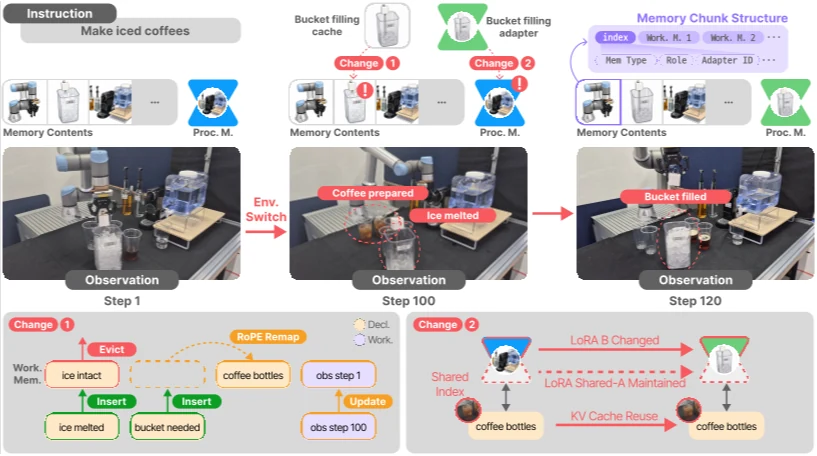 Instruction
Make iced coffees
Bucket filling
cache
Bucket filling
adapter
Change 1
Change 2
Memory Chunk Structure
index Work. M. 1 Work. M. 2 ...
Mem Type Role Adapter ID ...
!
!
...
...
...
Memory Contents
Proc. M.
Memory Contents
Proc. M.
Memory Contents
Proc. M.
Env.
Switch
Coffee prepared
Ice melted
Bucket filled
Observation
Observation
Observation
Step 1
Step 100
Step 120
Change 1
Decl.
Work.
RoPE Remap
Evict
Work.
Mem.
ice intact
coffee bottles
obs step 1
Insert
Insert
Update
ice melted
bucket needed
obs step 100
Change 2
LoRA B Changed
LoRA Shared-A Maintained
Shared
Index
KV Cache Reuse
coffee bottles
coffee bottles